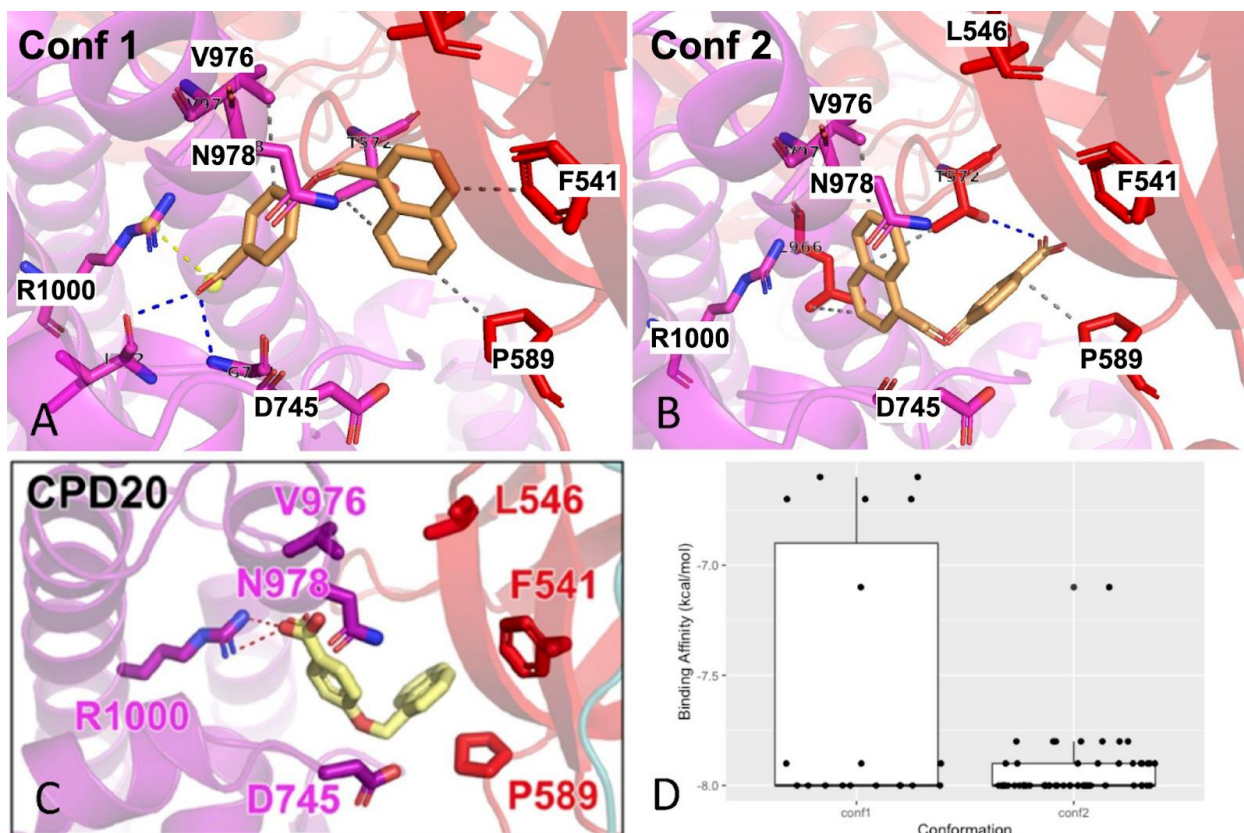 Conf 1
V976
N978
T572
F541
R1000
P589
D745
A
Conf 2
L546
V976
N978
T572
F541
L966
R1000
P589
D745
B
CPD20
V976
L546
N978
F541
R1000
D745
P589
C
-7.0
-7.5
-8.0
Binding Affinity (kcal/mol)
conf1
conf2
Conformation
D